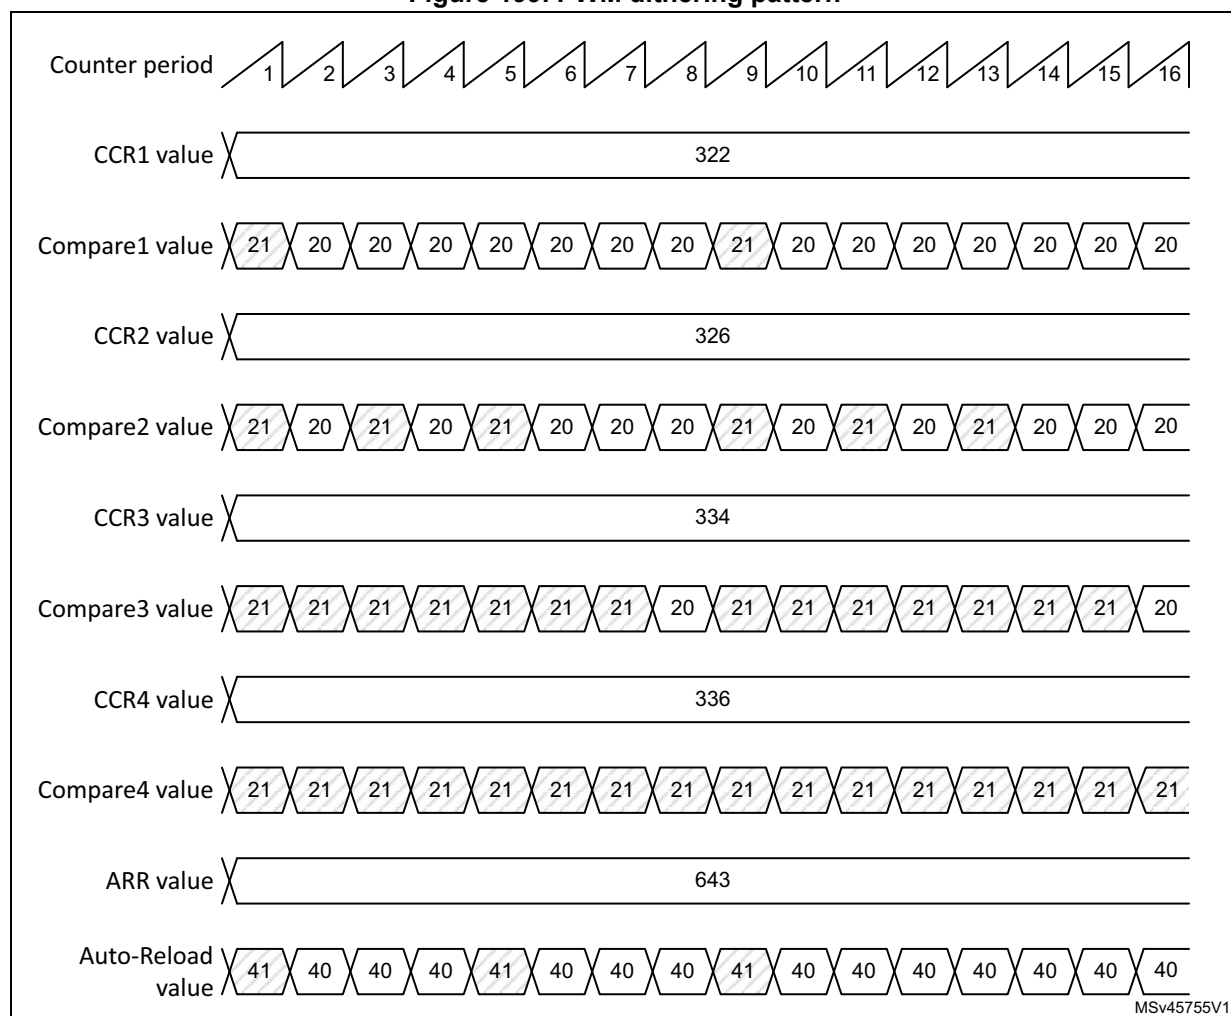 Figure 199. PWM dithering pattern
Counter period 1 2 3 4 5 6 7 8 9 10 11 12 13 14 15 16
CCR1 value 322
Compare1 value 21 20 20 20 20 20 20 20 21 20 20 20 20 20 20 20
CCR2 value 326
Compare2 value 21 20 21 20 21 20 20 20 21 20 21 20 21 20 20 20
CCR3 value 334
Compare3 value 21 21 21 21 21 21 21 20 21 21 21 21 21 21 21 20
CCR4 value 336
Compare4 value 21 21 21 21 21 21 21 21 21 21 21 21 21 21 21 21
ARR value 643
Auto-Reload
value 41 40 40 40 41 40 40 40 41 40 40 40 40 40 40 40
MSv45755V1